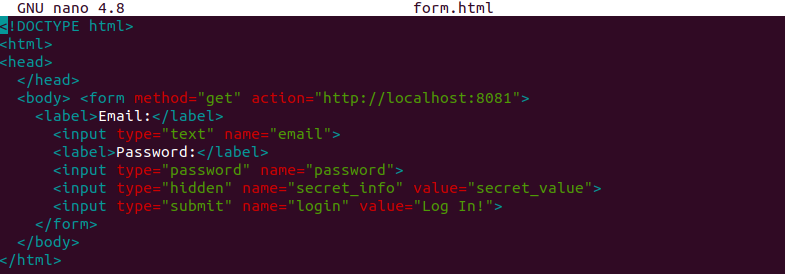 GNU nano 4.8 form.html
<!DOCTYPE html>
<html>
<head>
  </head>
  <body> <form method="get" action="http://localhost:8081">
    <label>Email:</label>
      <input type="text" name="email">
      <label>Password:</label>
      <input type="password" name="password">
      <input type="hidden" name="secret_info" value="secret_value">
      <input type="submit" name="login" value="Log In!">
    </form>
  </body>
</html>